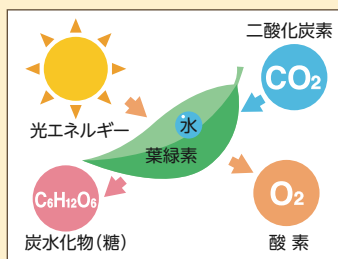 二酸化炭素
CO₂
光エネルギー
水
葉緑素
C₆H₁₂O₆
O₂
炭水化物(糖)
酸 素